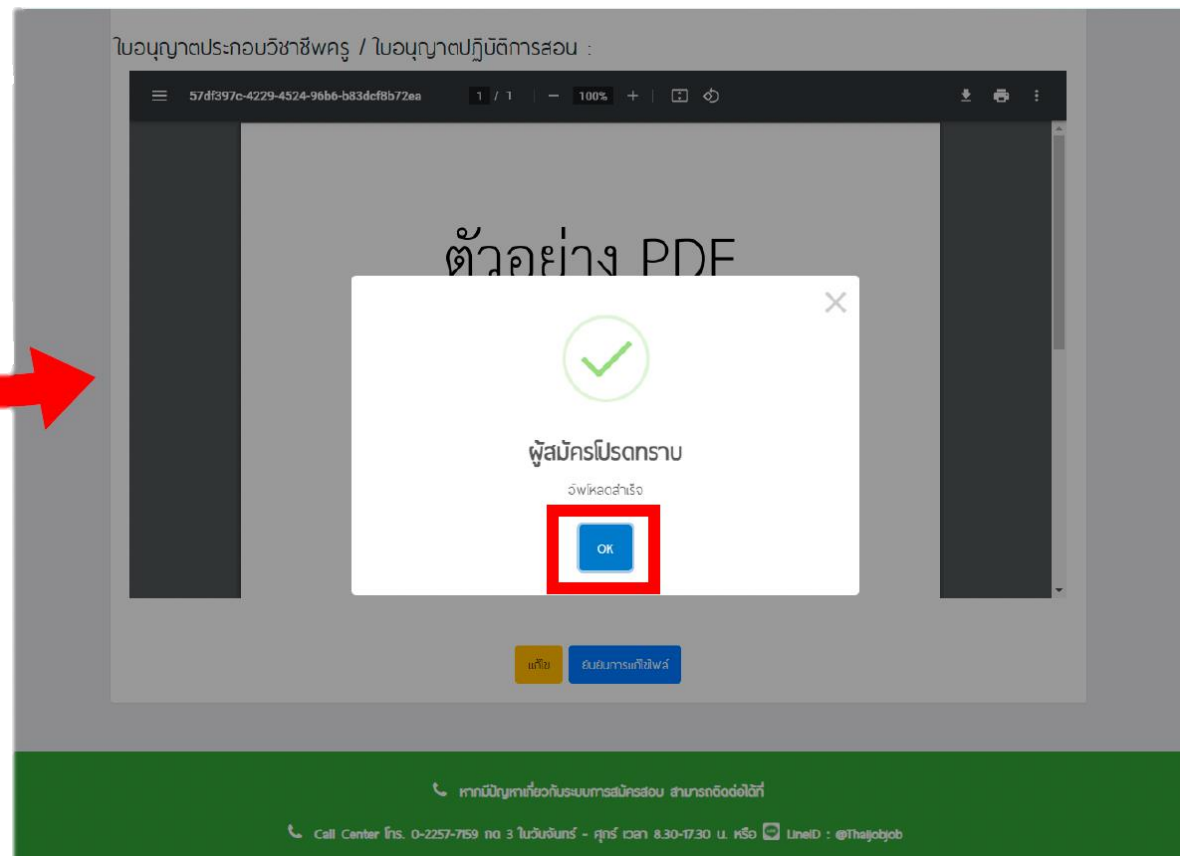 ใบอนุญาตประกอบวิชาชีพครู / ใบอนุญาตปฏิบัติการสอน :
57df397c-4229-4524-96b6-b83dcf8b72ea 1 / 1 − 100% +
ตัวอย่าง PDF
ผู้สมัครโปรดทราบ
อัพโหลดสำเร็จ
OK
แก้ไข ยืนยันการแก้ไขไฟล์
หากมีปัญหาเกี่ยวกับระบบการสมัครสอบ สามารถติดต่อได้ที่
Call Center โทร. 0-2257-7159 กด 3 ในวันจันทร์ - ศุกร์ เวลา 8.30-17.30 น. หรือ LineID : @Thaijobjob